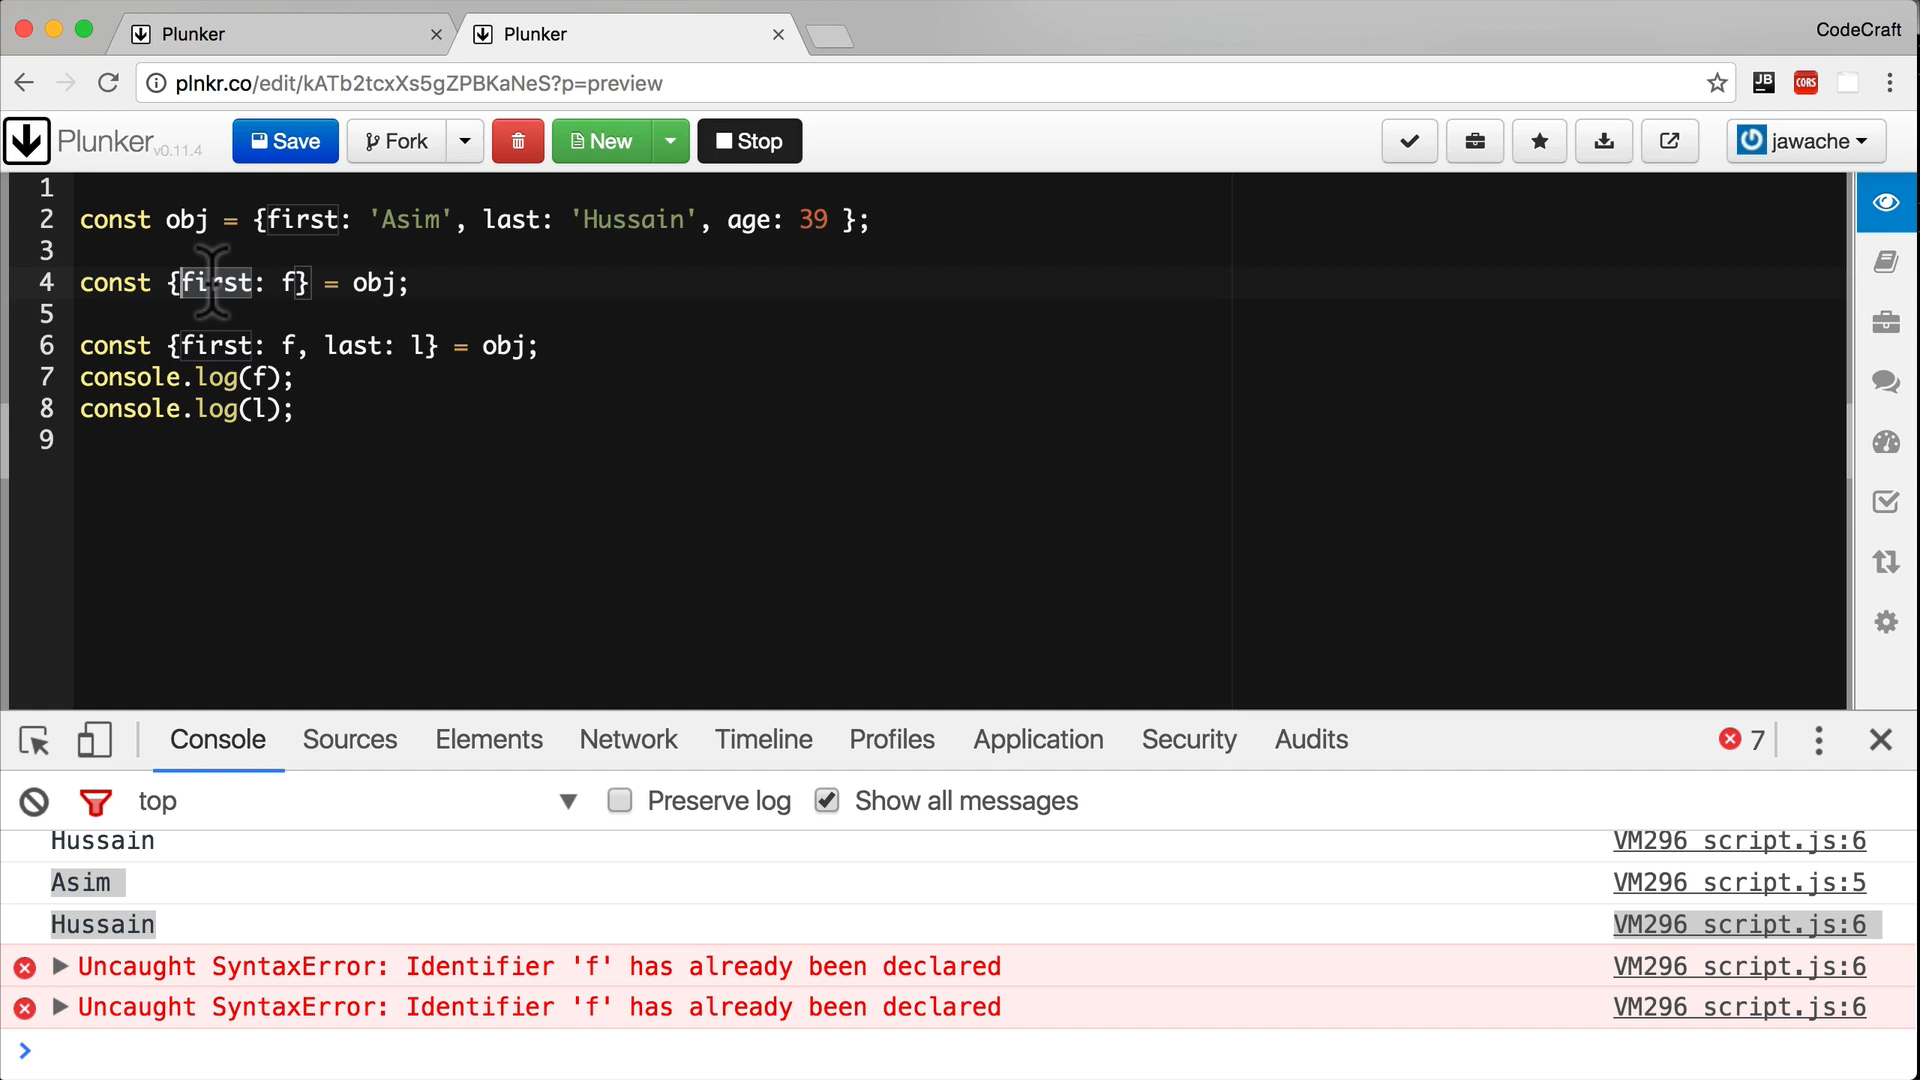 Plunker
Plunker
CodeCraft
plnkr.co/edit/kATb2tcxXs5gZPBKaNeS?p=preview
JB
CORS
Plunker v0.11.4
Save
Fork
New
Stop
jawache
1
2 const obj = {first: 'Asim', last: 'Hussain', age: 39 };
3
4 const {first: f} = obj;
5
6 const {first: f, last: l} = obj;
7 console.log(f);
8 console.log(l);
9
Console Sources Elements Network Timeline Profiles Application Security Audits 7
top Preserve log Show all messages
Hussain VM296 script.js:6
Asim VM296 script.js:5
Hussain VM296 script.js:6
Uncaught SyntaxError: Identifier 'f' has already been declared VM296 script.js:6
Uncaught SyntaxError: Identifier 'f' has already been declared VM296 script.js:6